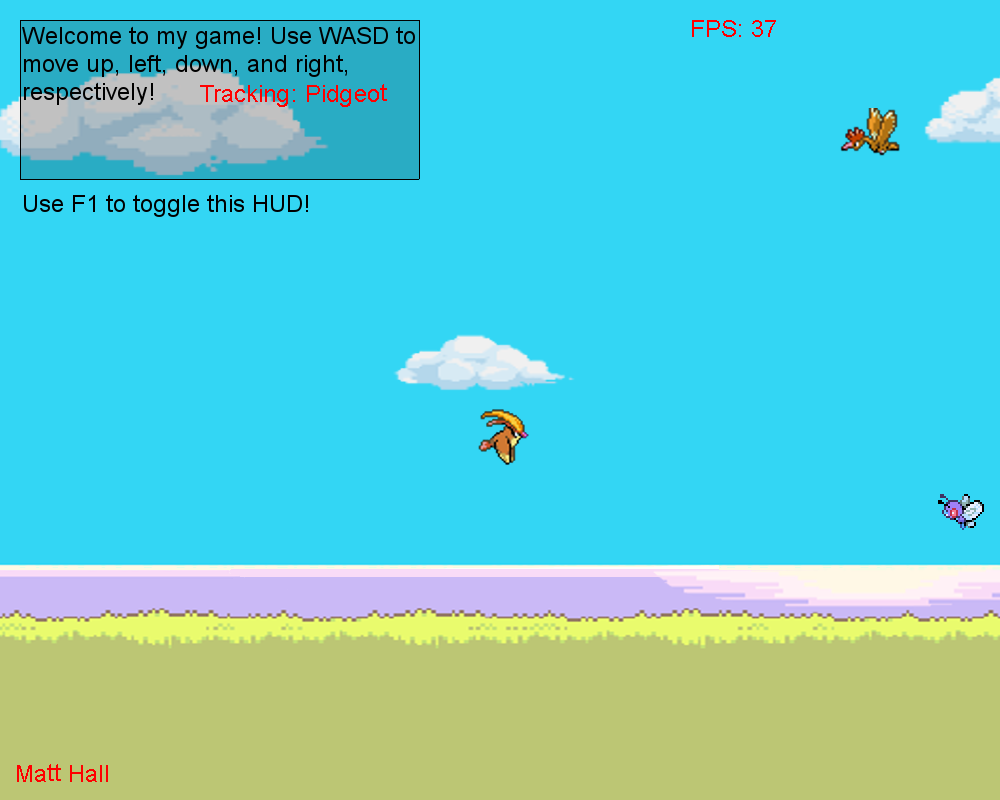 FPS: 37
Welcome to my game! Use WASD to
move up, left, down, and right,
respectively!
Tracking: Pidgeot
Use F1 to toggle this HUD!
Matt Hall